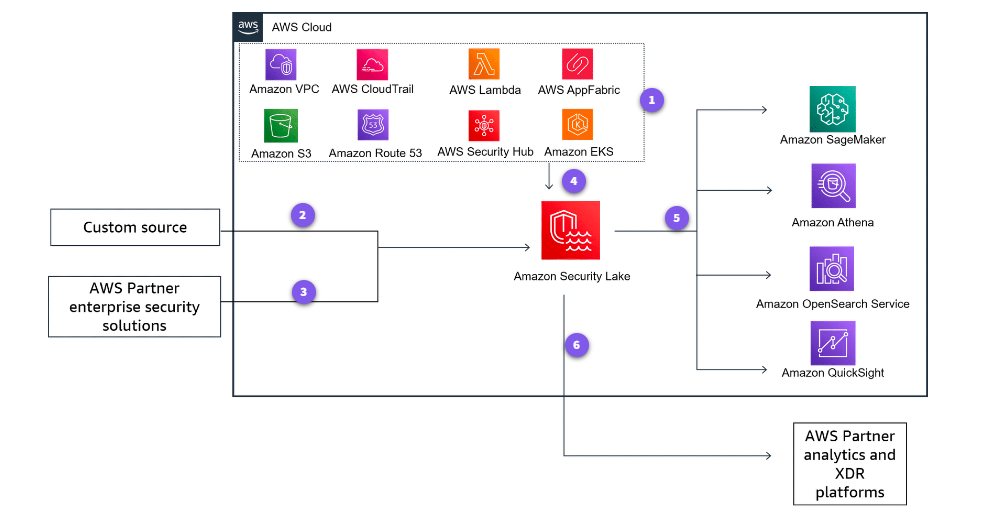 aws
AWS Cloud
Amazon VPC
AWS CloudTrail
AWS Lambda
AWS AppFabric
1
53
Amazon S3
Amazon Route 53
AWS Security Hub
K
Amazon EKS
4
2
Custom source
3
AWS Partner
enterprise security
solutions
Amazon Security Lake
5
6
Amazon SageMaker
Amazon Athena
Amazon OpenSearch Service
Amazon QuickSight
AWS Partner
analytics and
XDR
platforms